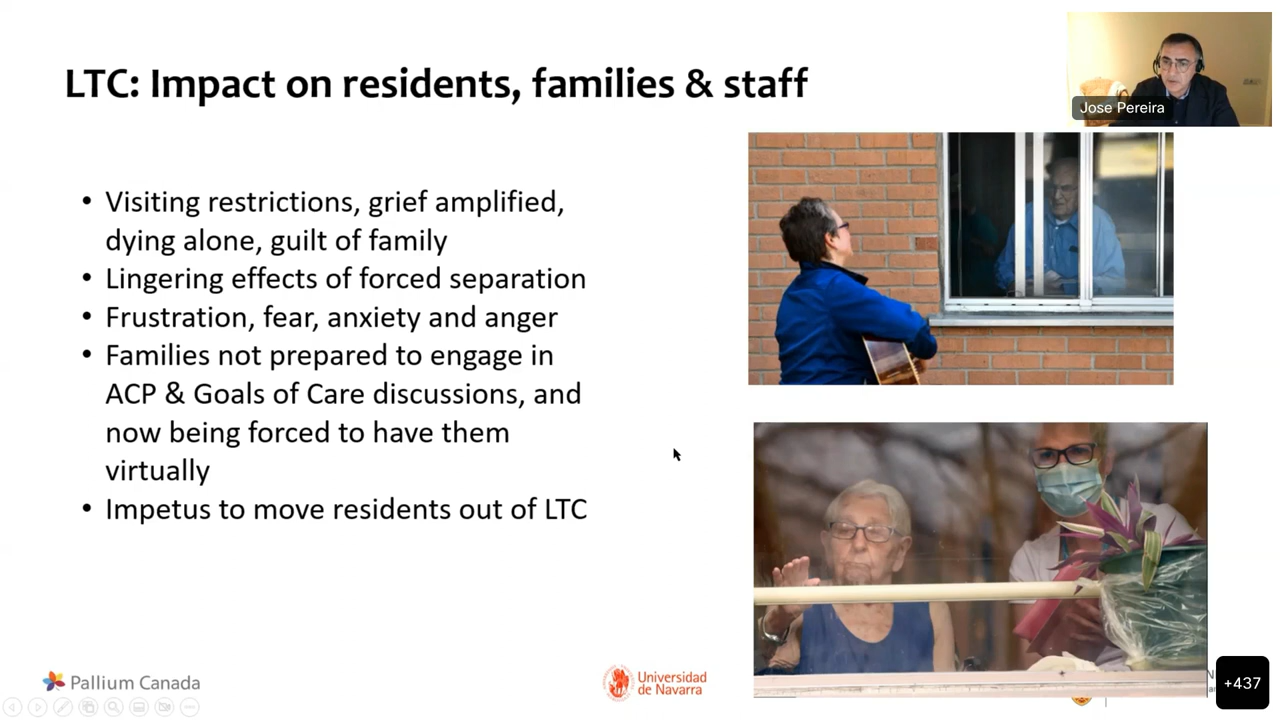 LTC: Impact on residents, families & staff
Jose Pereira
• Visiting restrictions, grief amplified,
dying alone, guilt of family
• Lingering effects of forced separation
• Frustration, fear, anxiety and anger
• Families not prepared to engage in
ACP & Goals of Care discussions, and
now being forced to have them
virtually
• Impetus to move residents out of LTC
Pallium Canada
Universidad
de Navarra
+437